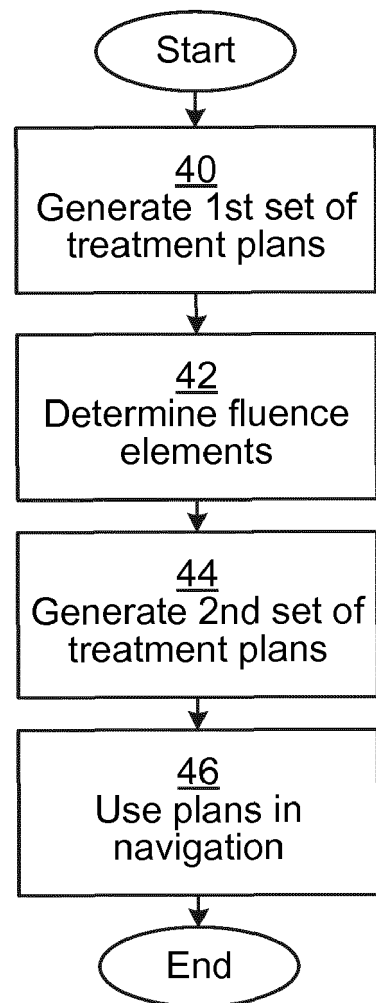 Start
40
Generate 1st set of
treatment plans
42
Determine fluence
elements
44
Generate 2nd set of
treatment plans
46
Use plans in
navigation
End